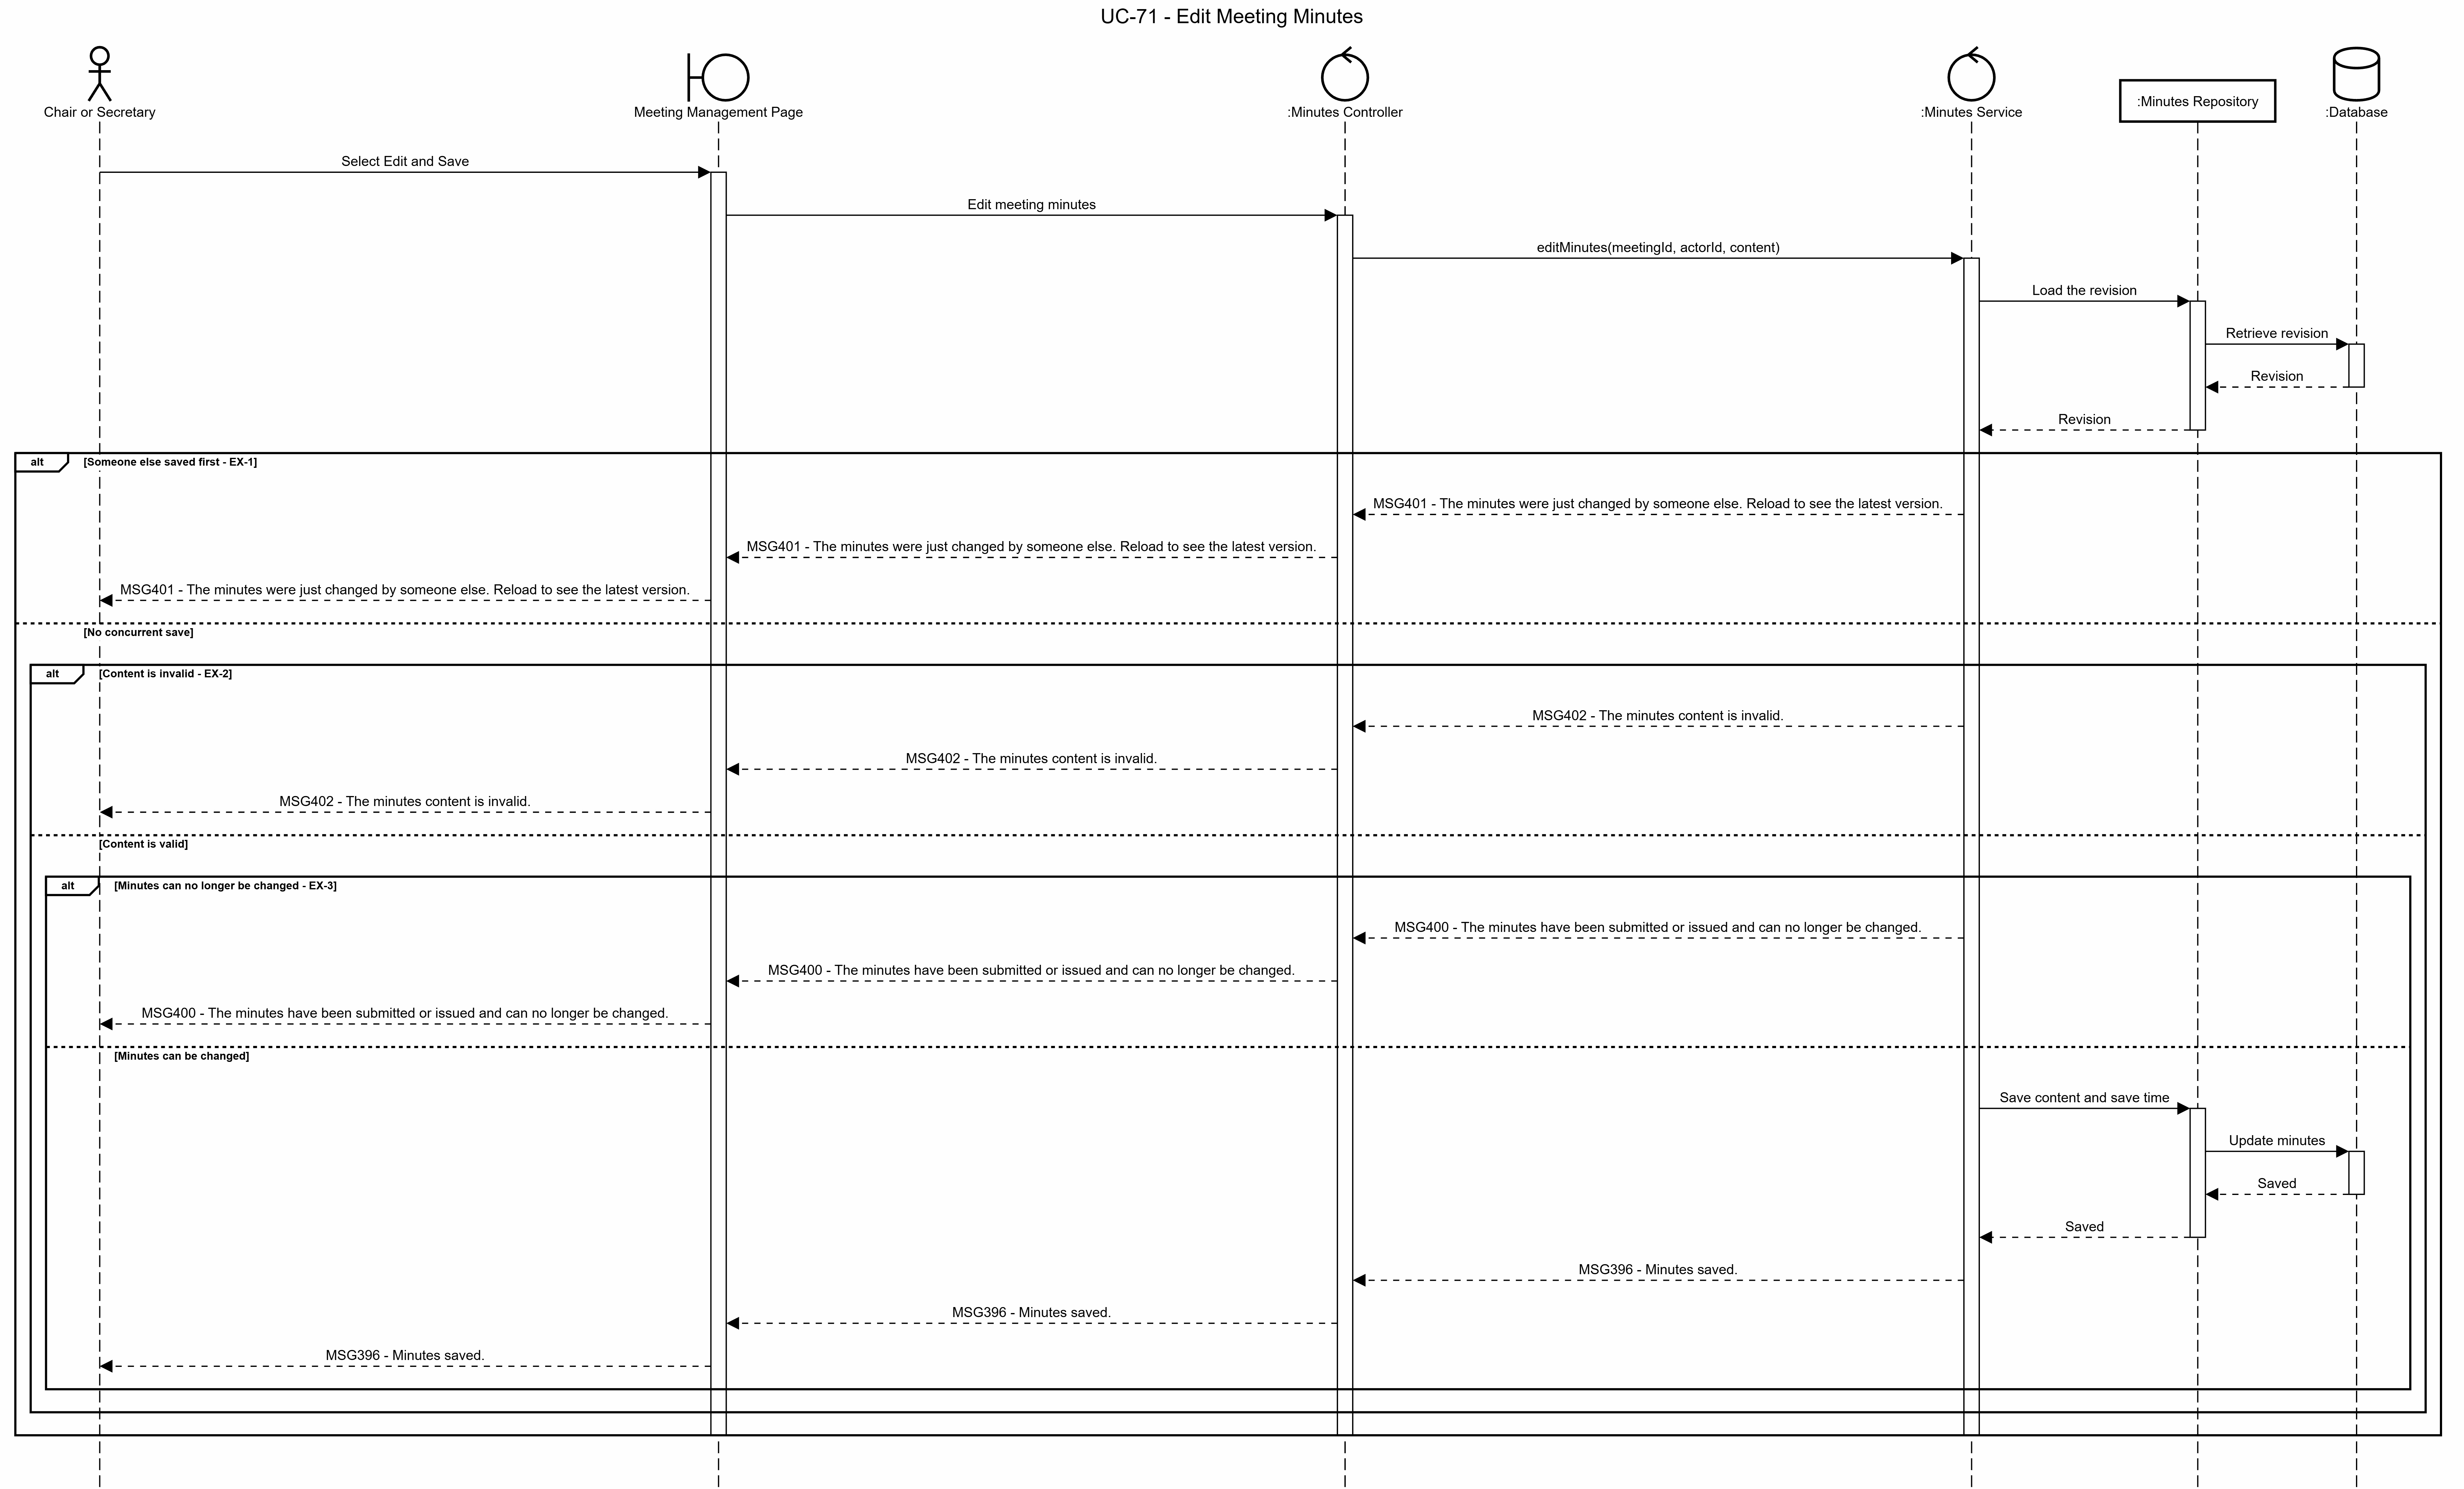 UC-71 - Edit Meeting Minutes
Chair or Secretary
Meeting Management Page
:Minutes Controller
:Minutes Service
:Minutes Repository
:Database
Select Edit and Save
Edit meeting minutes
editMinutes(meetingId, actorId, content)
Load the revision
Retrieve revision
Revision
Revision
alt [Someone else saved first - EX-1]
MSG401 - The minutes were just changed by someone else. Reload to see the latest version.
MSG401 - The minutes were just changed by someone else. Reload to see the latest version.
MSG401 - The minutes were just changed by someone else. Reload to see the latest version.
[No concurrent save]
alt [Content is invalid - EX-2]
MSG402 - The minutes content is invalid.
MSG402 - The minutes content is invalid.
MSG402 - The minutes content is invalid.
[Content is valid]
alt [Minutes can no longer be changed - EX-3]
MSG400 - The minutes have been submitted or issued and can no longer be changed.
MSG400 - The minutes have been submitted or issued and can no longer be changed.
MSG400 - The minutes have been submitted or issued and can no longer be changed.
[Minutes can be changed]
Save content and save time
Update minutes
Saved
Saved
MSG396 - Minutes saved.
MSG396 - Minutes saved.
MSG396 - Minutes saved.